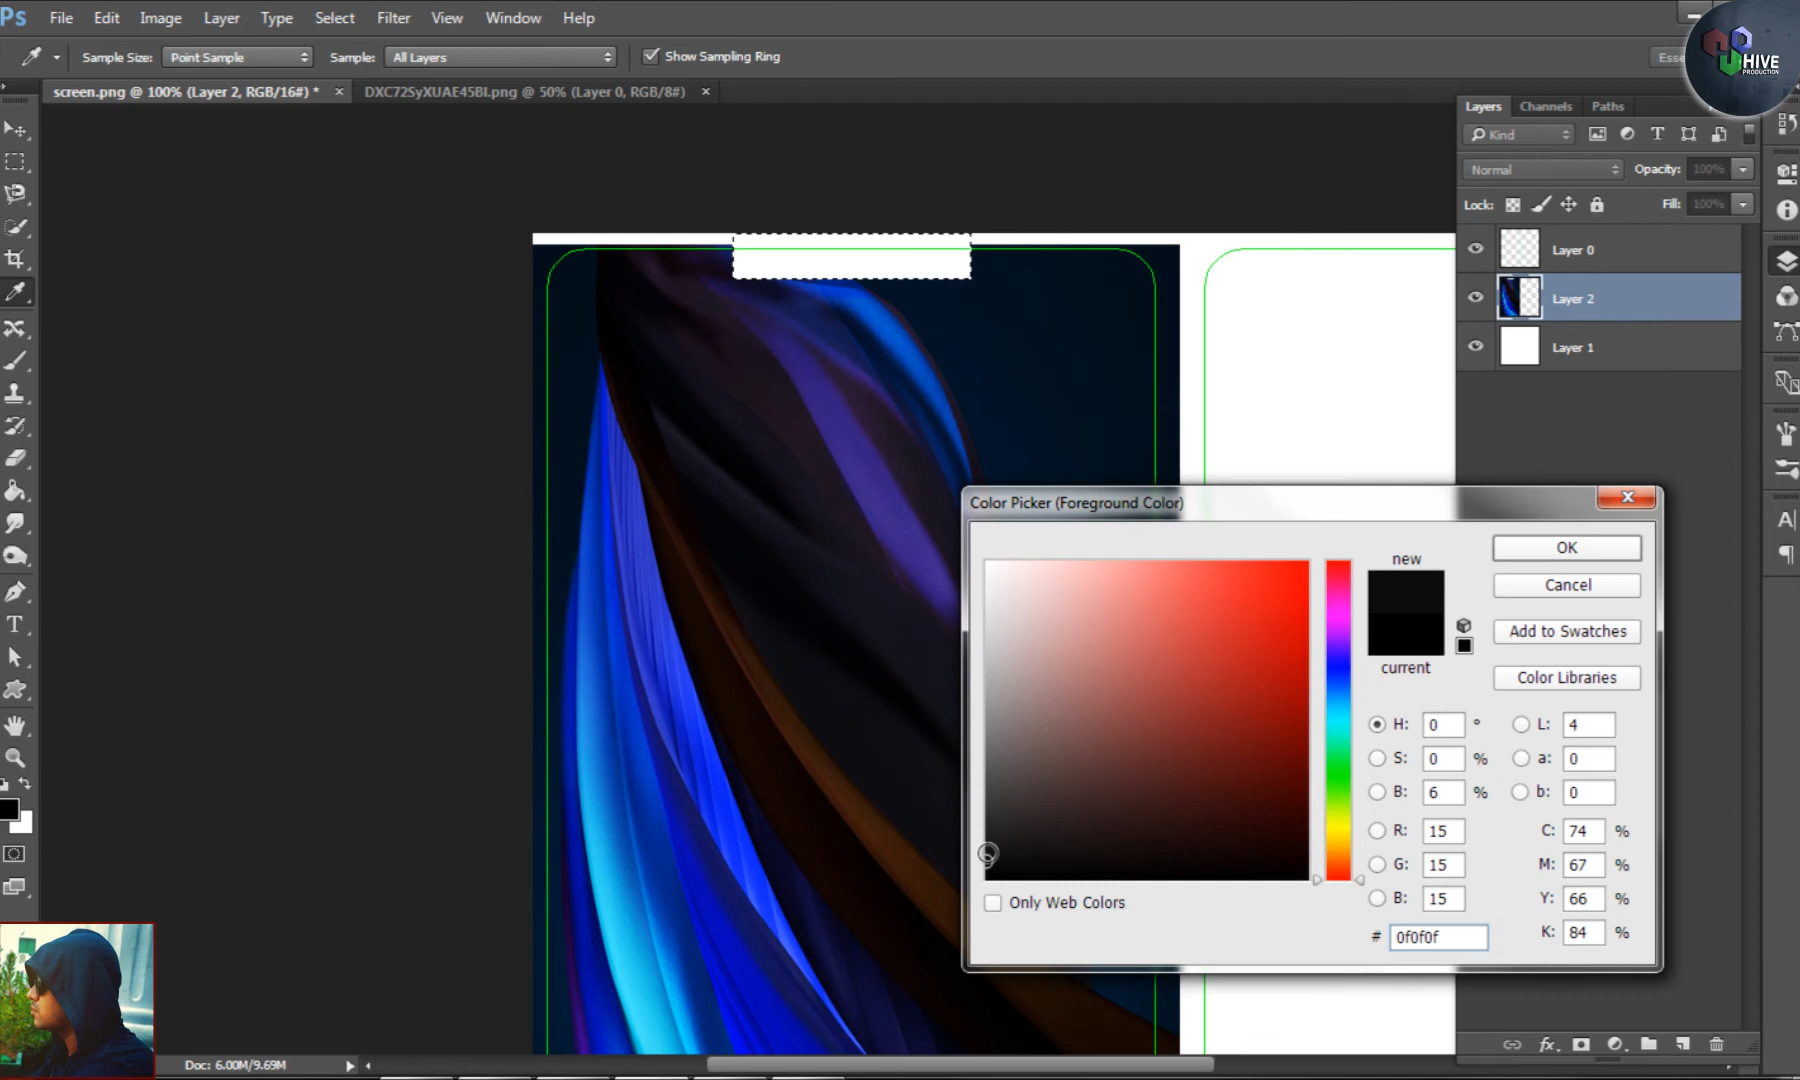 Ps File Edit Image Layer Type Select Filter View Window Help
Sample Size: Point Sample Sample: All Layers Show Sampling Ring
HIVE
PRODUCTION
screen.png @ 100% (Layer 2, RGB/16#) * × DXC72SyXUAE45Bl.png @ 50% (Layer 0, RGB/8#) ×
Layers Channels Paths
Kind
Normal Opacity: 100%
Lock: Fill: 100%
Layer 0
Layer 2
Layer 1
Color Picker (Foreground Color)
new
current
OK
Cancel
Add to Swatches
Color Libraries
H: 0 °
S: 0 %
B: 6 %
R: 15
G: 15
B: 15
# 0f0f0f
L: 4
a: 0
b: 0
C: 74 %
M: 67 %
Y: 66 %
K: 84 %
Only Web Colors
Doc: 6.00M/9.69M